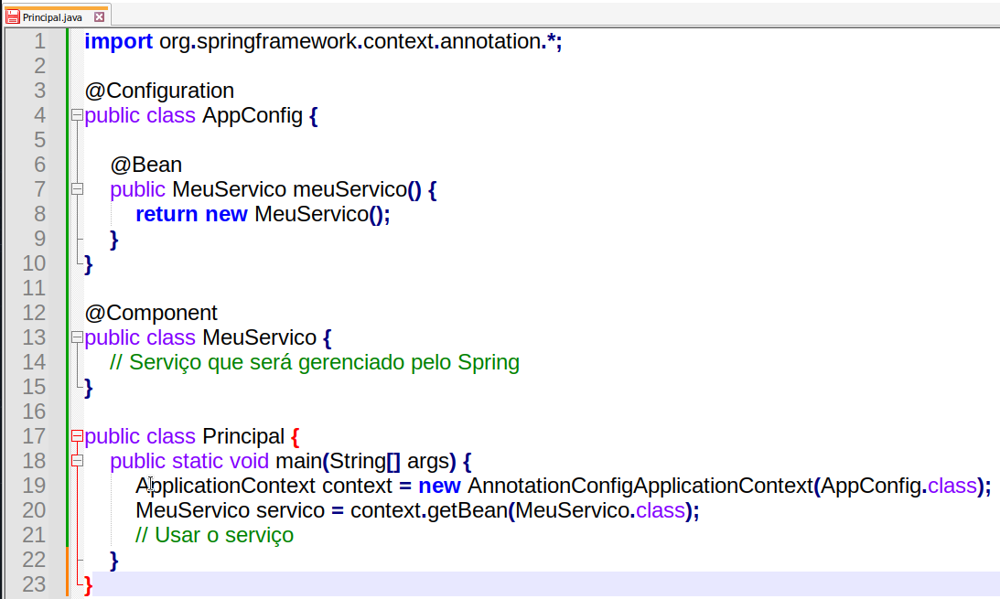 Principal.java
1 import org.springframework.context.annotation.*;
2
3 @Configuration
4 public class AppConfig {
5
6 @Bean
7 public MeuServico meuServico() {
8 return new MeuServico();
9 }
10 }
11
12 @Component
13 public class MeuServico {
14 // Serviço que será gerenciado pelo Spring
15 }
16
17 public class Principal {
18 public static void main(String[] args) {
19 ApplicationContext context = new AnnotationConfigApplicationContext(AppConfig.class);
20 MeuServico servico = context.getBean(MeuServico.class);
21 // Usar o serviço
22 }
23 }